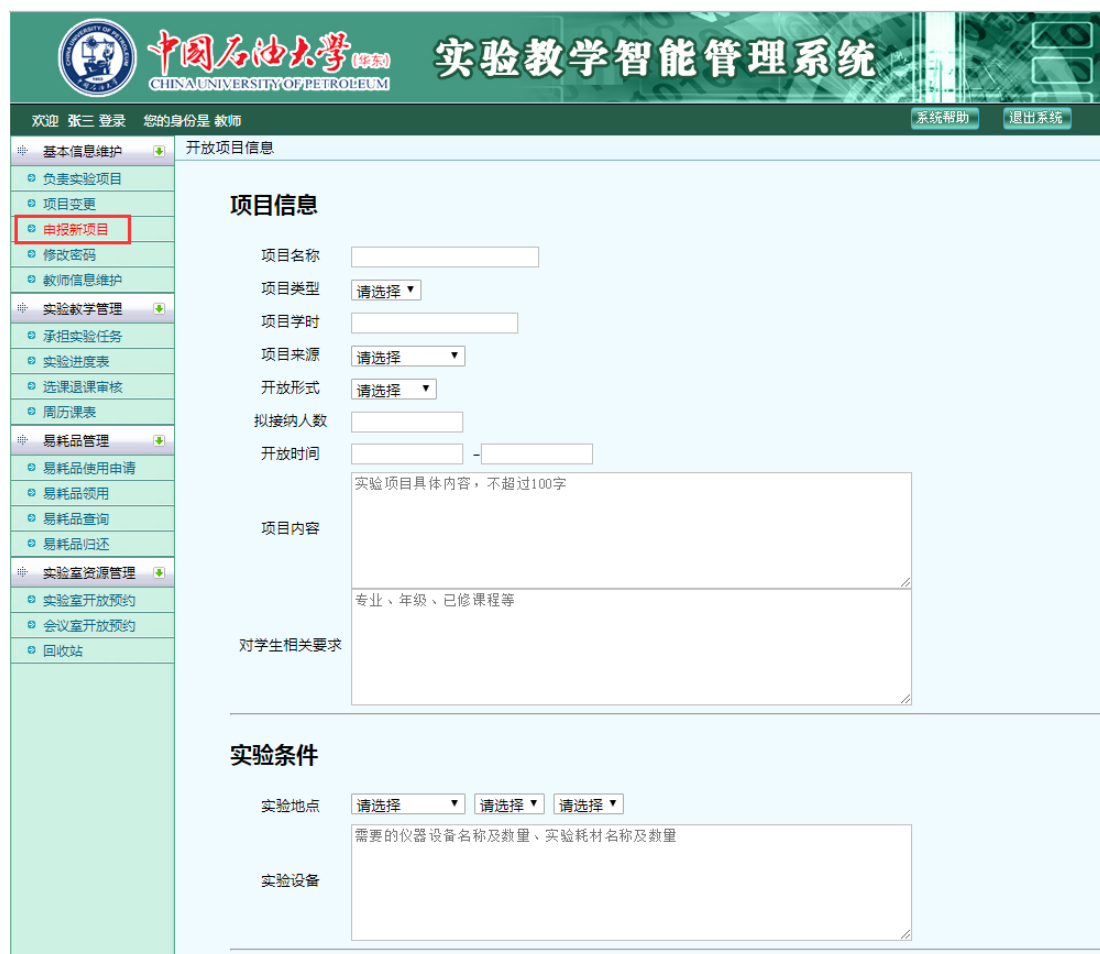 中国石油大学(华东)
CHINA UNIVERSITY OF PETROLEUM
实验教学智能管理系统
欢迎 张三 登录 您的身份是 教师
系统帮助
退出系统
基本信息维护
负责实验项目
项目变更
申报新项目
修改密码
教师信息维护
实验教学管理
承担实验任务
实验进度表
选课退课审核
周历课表
易耗品管理
易耗品使用申请
易耗品领用
易耗品查询
易耗品归还
实验室资源管理
实验室开放预约
会议室开放预约
回收站
开放项目信息
项目信息
项目名称
项目类型 请选择
项目学时
项目来源 请选择
开放形式 请选择
拟接纳人数
开放时间 -
项目内容
实验项目具体内容，不超过100字
对学生相关要求
专业、年级、已修课程等
实验条件
实验地点 请选择 请选择 请选择
实验设备
需要的仪器设备名称及数量、实验耗材名称及数量